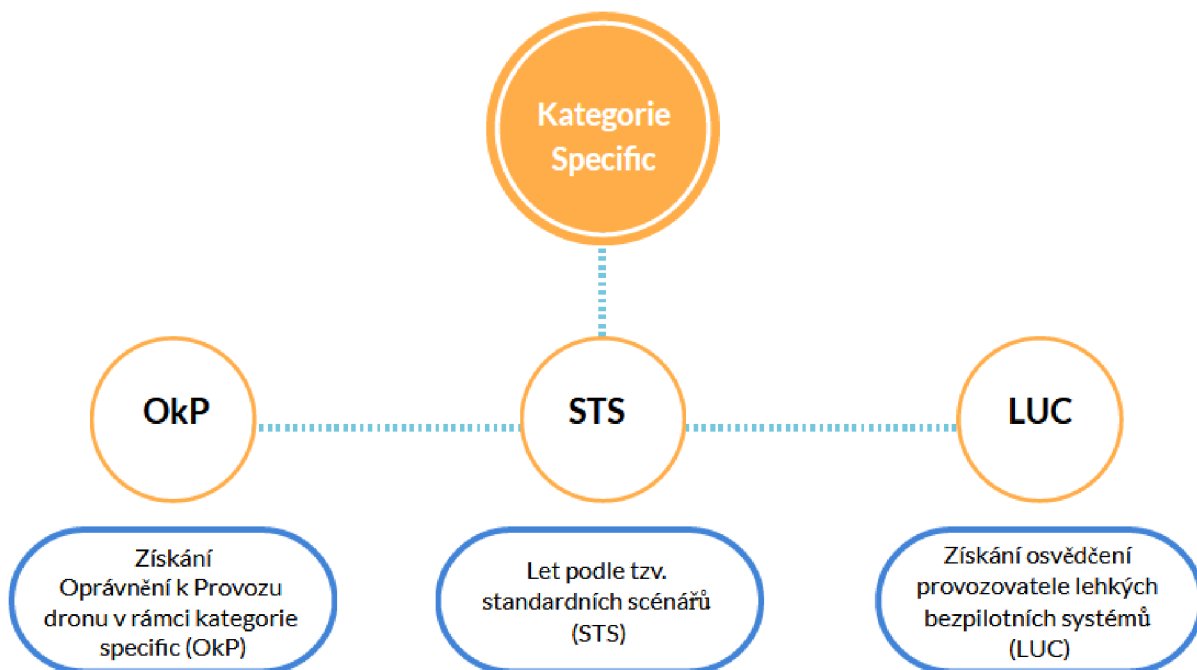 Kategorie
Specific
OkP
STS
LUC
Získání
Oprávnění k Provozu
dronu v rámci kategorie
specific (OkP)
Let podle tzv.
standardních scénářů
(STS)
Získání osvědčení
provozovatele lehkých
bezpilotních systémů
(LUC)